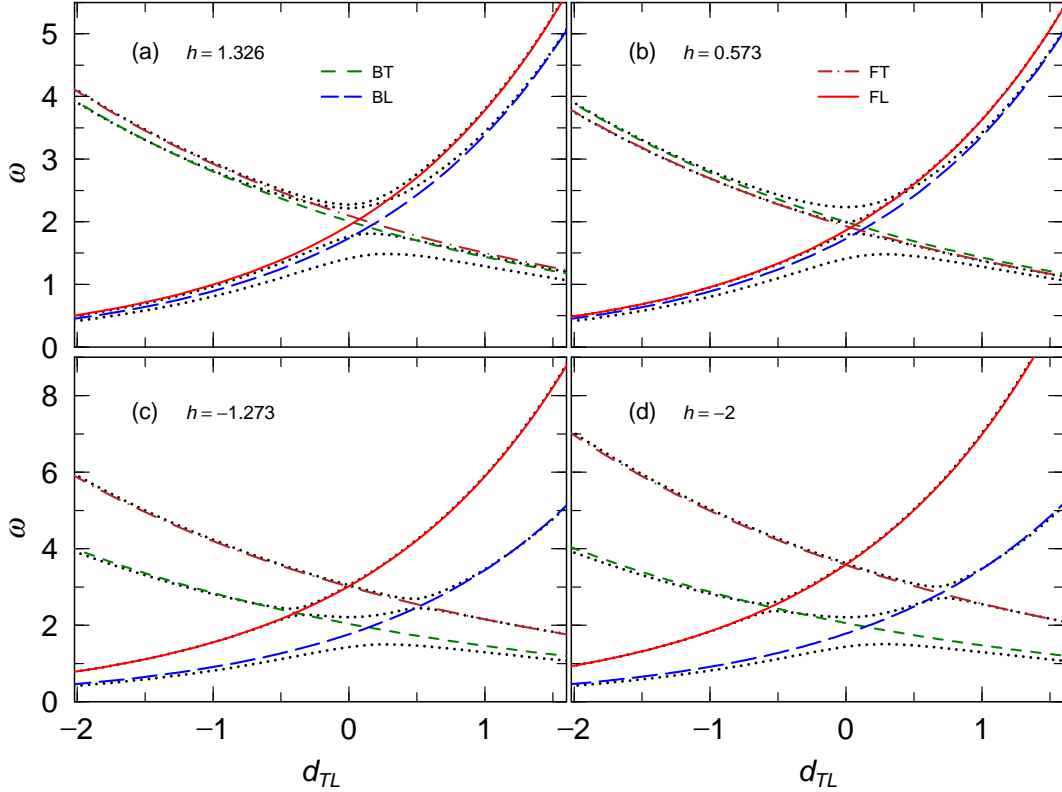 (a) h = 1.326
BT
BL
(b) h = 0.573
FT
FL
5
4
3
2
1
0
ω
(c) h = −1.273
(d) h = −2
8
6
4
2
0
ω
−2 −1 0 1 −2 −1 0 1
d_TL d_TL